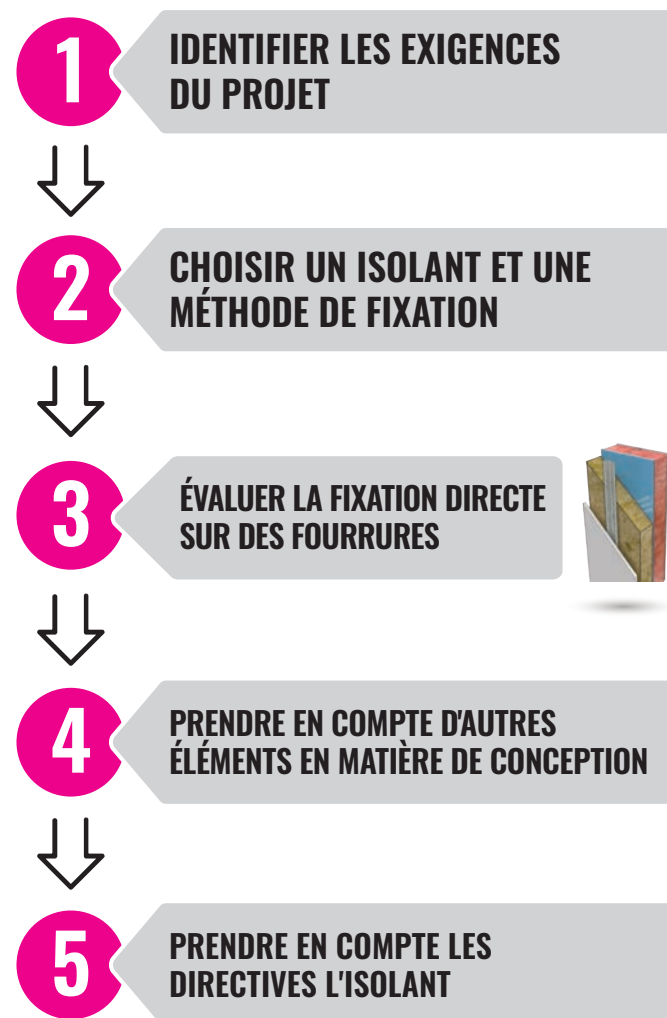 1
IDENTIFIER LES EXIGENCES
DU PROJET
2
CHOISIR UN ISOLANT ET UNE
MÉTHODE DE FIXATION
3
ÉVALUER LA FIXATION DIRECTE
SUR DES FOURRURES
4
PRENDRE EN COMPTE D'AUTRES
ÉLÉMENTS EN MATIÈRE DE CONCEPTION
5
PRENDRE EN COMPTE LES
DIRECTIVES L'ISOLANT